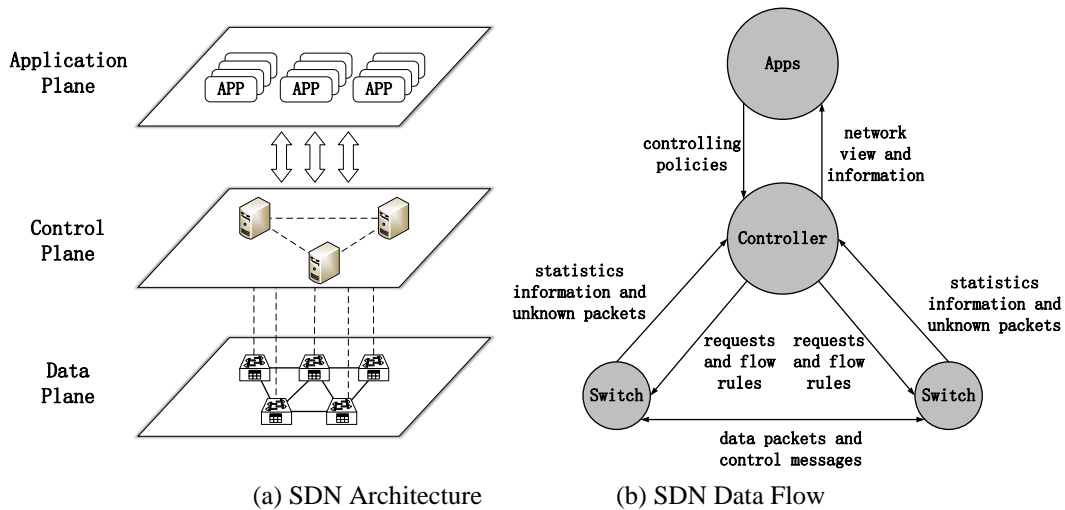 Application
Plane
APP
APP
APP
Control
Plane
Data
Plane
(a) SDN Architecture
Apps
controlling
policies
network
view and
information
Controller
statistics
information and
unknown packets
statistics
information and
unknown packets
requests
and flow
rules
requests
and flow
rules
Switch
Switch
data packets and
control messages
(b) SDN Data Flow